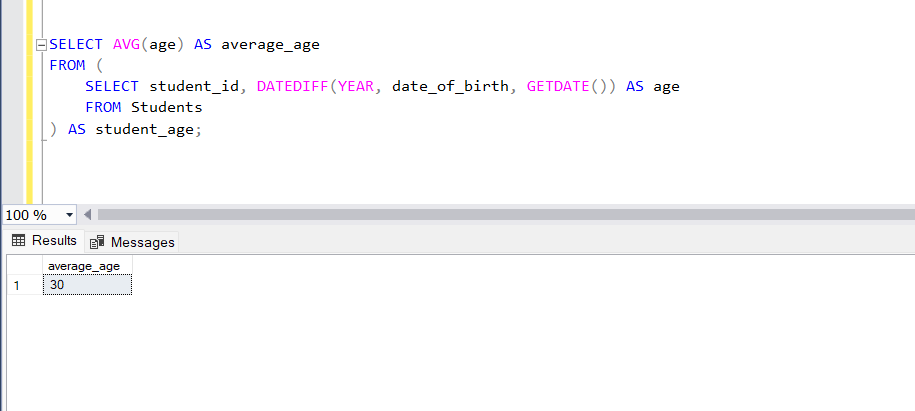 SELECT AVG(age) AS average_age
FROM (
SELECT student_id, DATEDIFF(YEAR, date_of_birth, GETDATE()) AS age
FROM Students
) AS student_age;
100 %
Results Messages
average_age
1 30